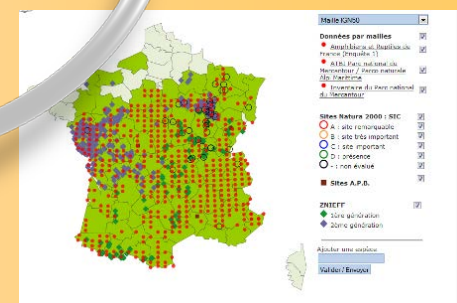 Maille IGN50
Données par mailles
Amphibiens et Reptiles de
France (Enquête 1)
ATBI Parc national du
Mercantour / Parco naturale
Alpi Marittime
Inventaire du Parc national
du Mercantour
Sites Natura 2000 : SIC
A : site remarquable
B : site très important
C : site important
D : présence
- : non évalué
Sites A.P.B.
ZNIEFF
1ère génération
2ème génération
Ajouter une espèce
Valider / Envoyer